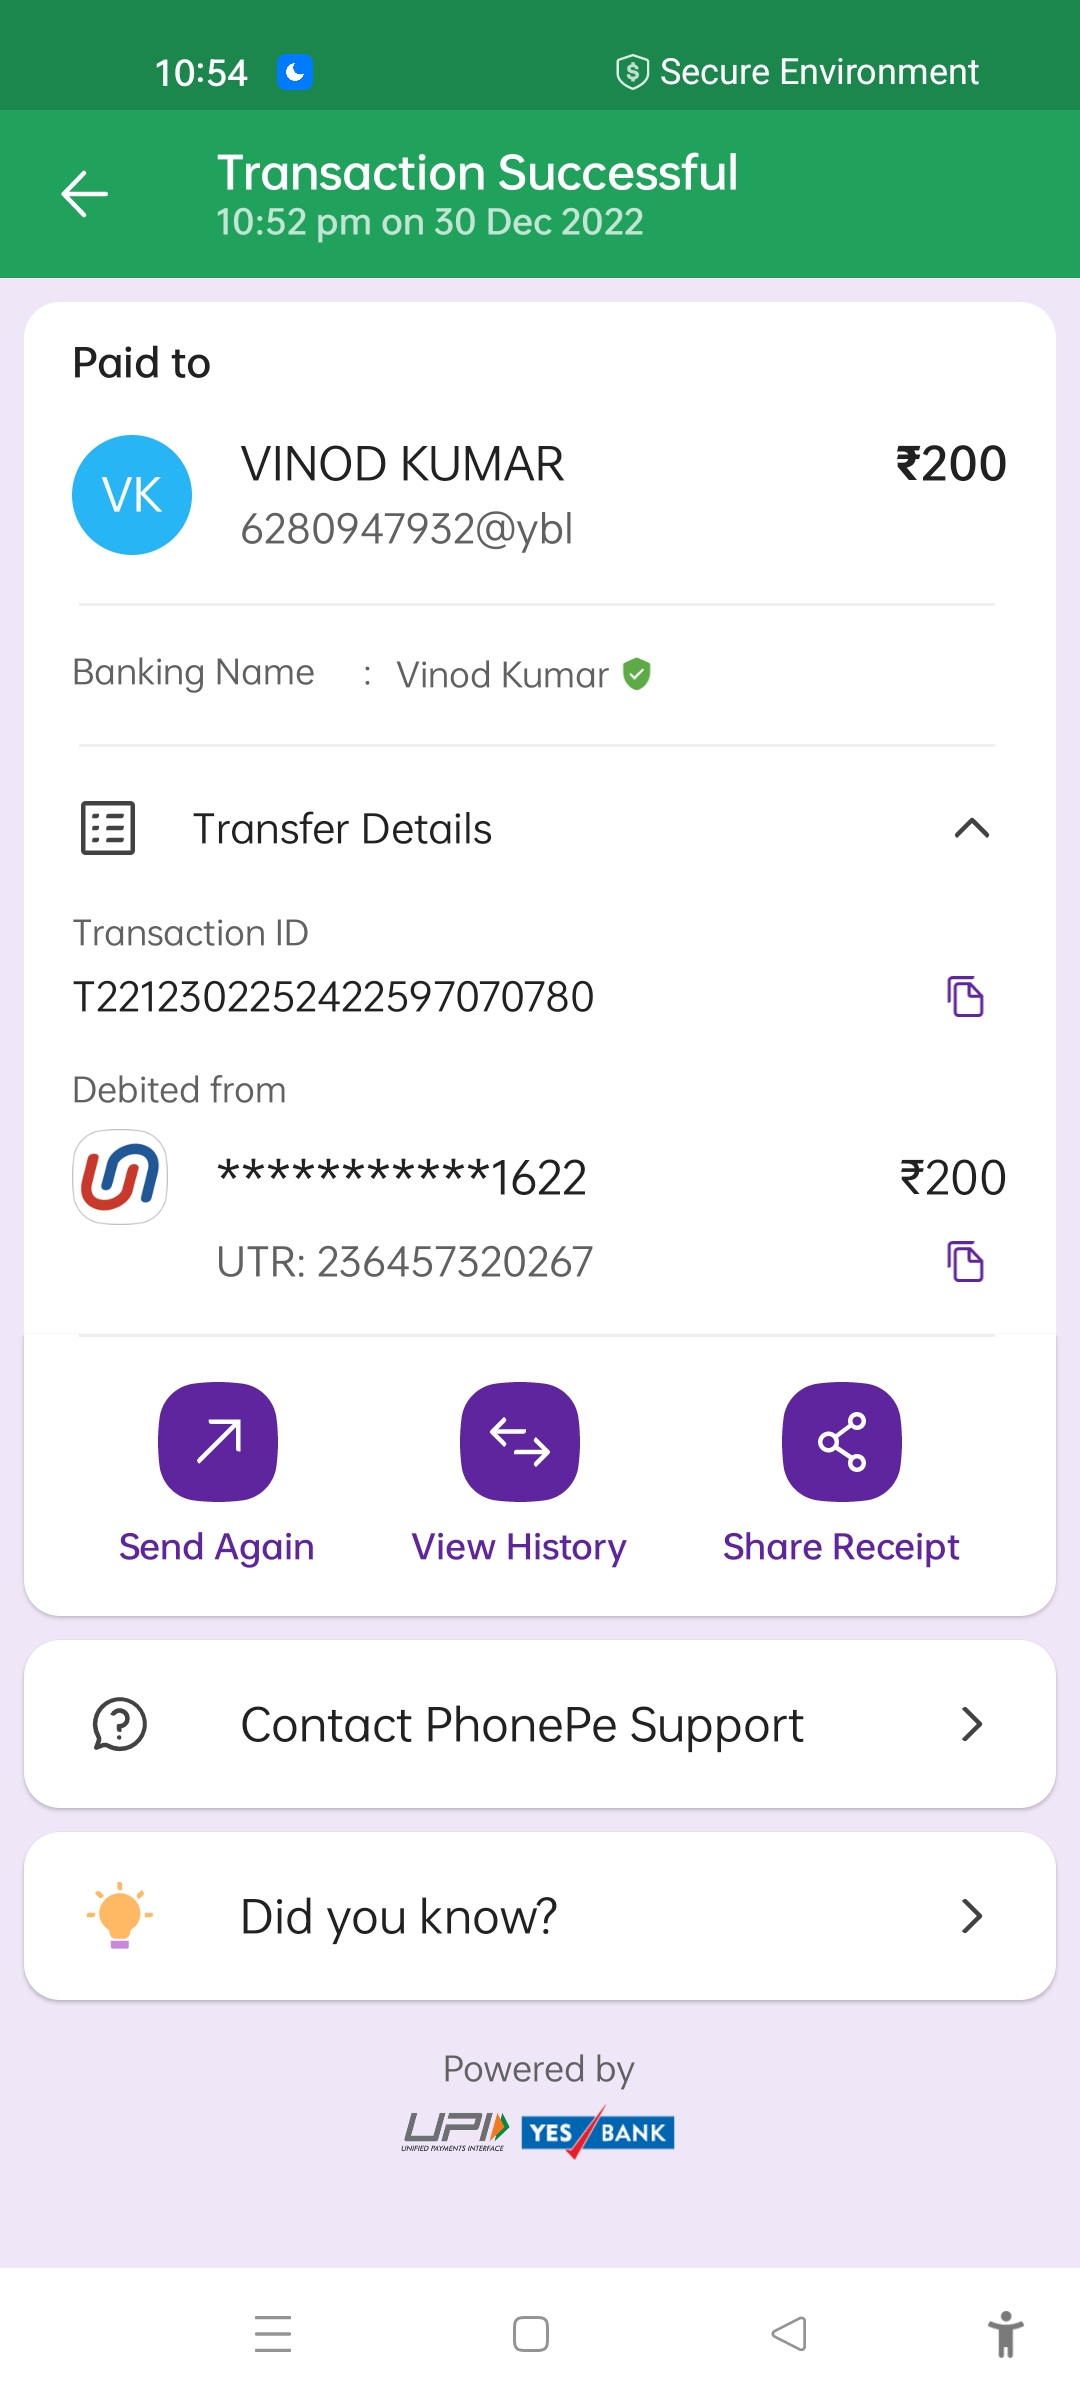 10:54
Secure Environment
Transaction Successful
10:52 pm on 30 Dec 2022
Paid to
VK
VINOD KUMAR
₹200
6280947932@ybl
Banking Name : Vinod Kumar
Transfer Details
Transaction ID
T2212302252422597070780
Debited from
***********1622
₹200
UTR: 236457320267
Send Again
View History
Share Receipt
Contact PhonePe Support
Did you know?
Powered by
UPI
UNIFIED PAYMENTS INTERFACE
YES BANK